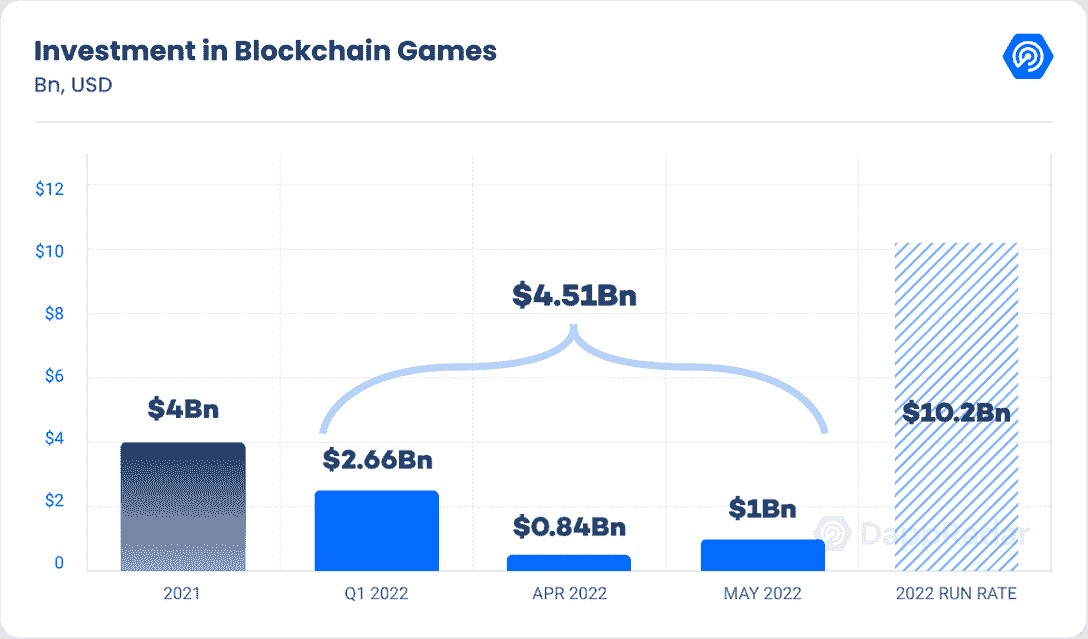 Investment in Blockchain Games
Bn, USD
$12
$10
$8
$6
$4
$2
0
$4Bn
$2.66Bn
$0.84Bn
$1Bn
$4.51Bn
$10.2Bn
DappRadar
2021
Q1 2022
APR 2022
MAY 2022
2022 RUN RATE